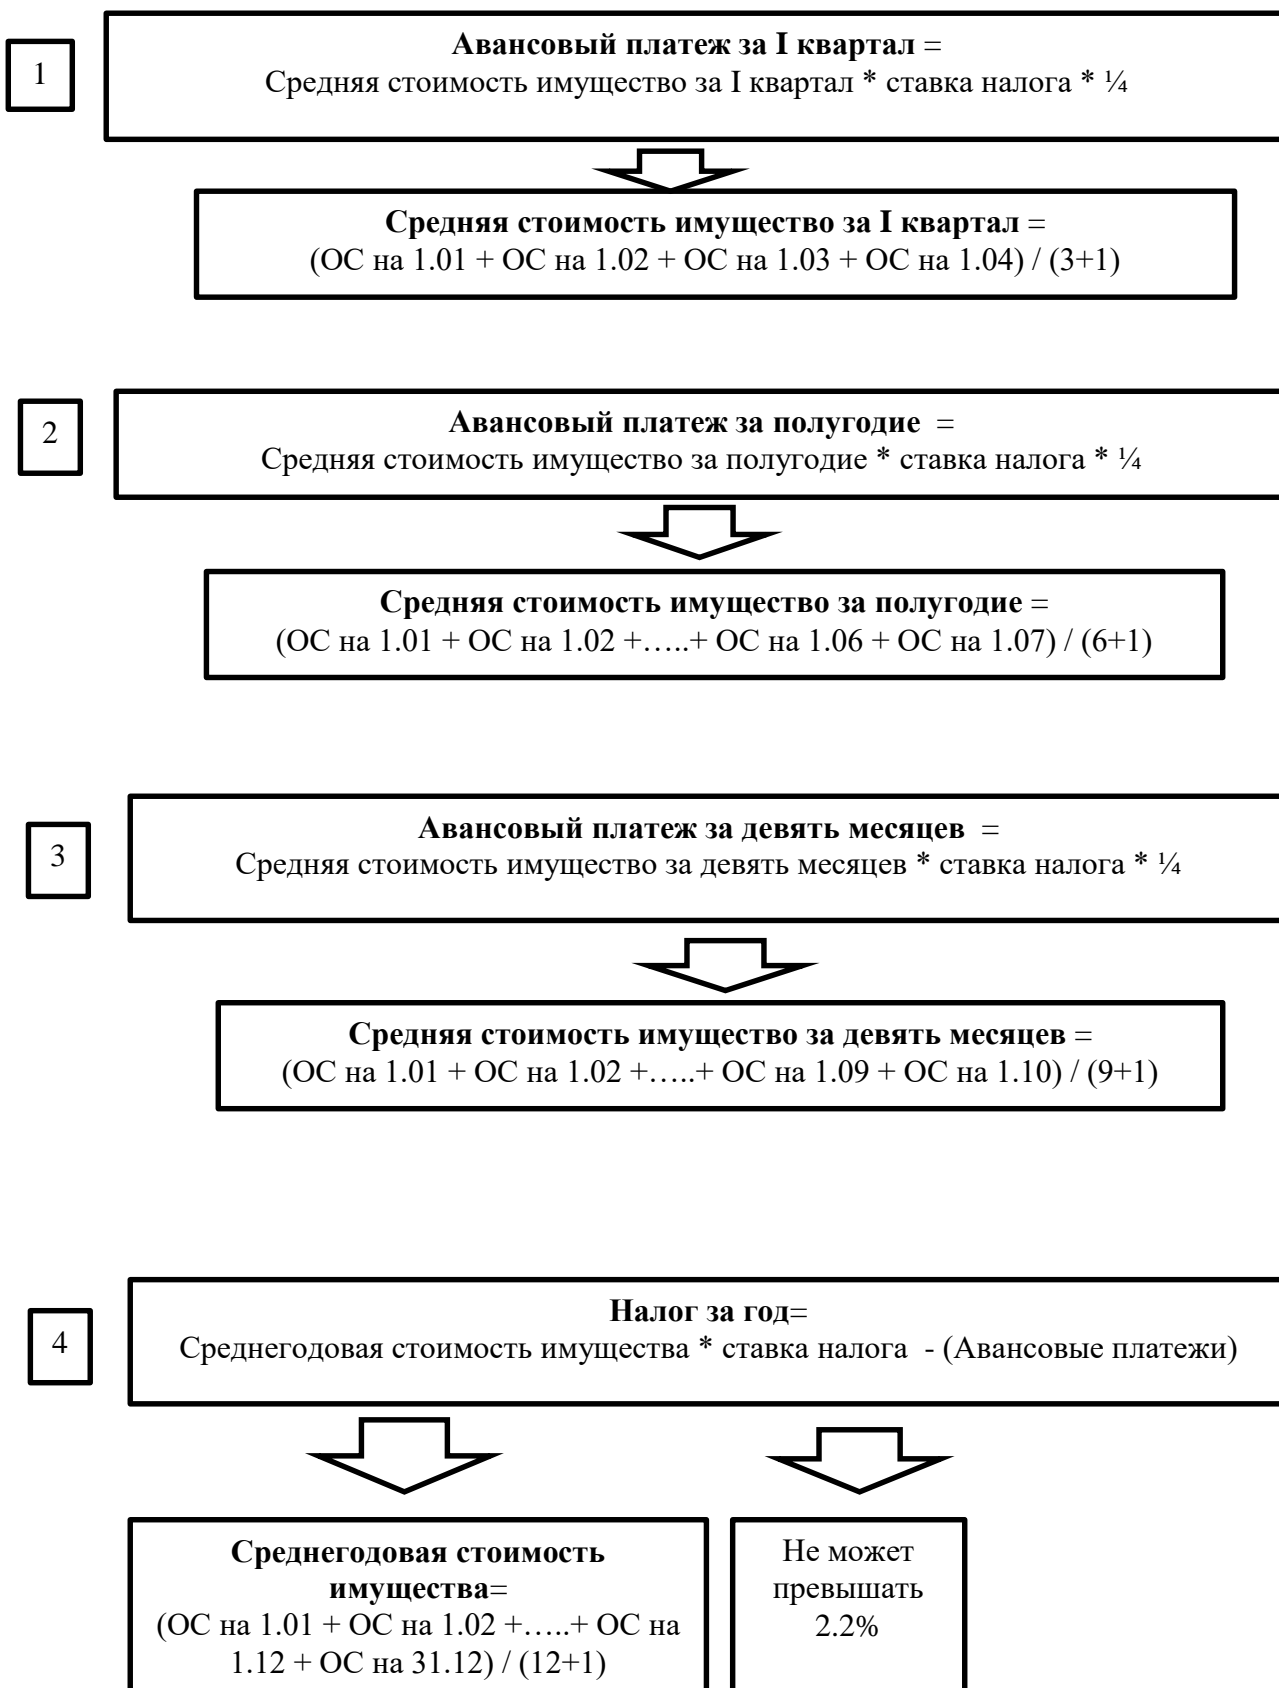 1
Авансовый платеж за I квартал =
Средняя стоимость имущество за I квартал * ставка налога * ¼
Средняя стоимость имущество за I квартал =
(ОС на 1.01 + ОС на 1.02 + ОС на 1.03 + ОС на 1.04) / (3+1)
2
Авансовый платеж за полугодие =
Средняя стоимость имущество за полугодие * ставка налога * ¼
Средняя стоимость имущество за полугодие =
(ОС на 1.01 + ОС на 1.02 +…..+ ОС на 1.06 + ОС на 1.07) / (6+1)
3
Авансовый платеж за девять месяцев =
Средняя стоимость имущество за девять месяцев * ставка налога * ¼
Средняя стоимость имущество за девять месяцев =
(ОС на 1.01 + ОС на 1.02 +…..+ ОС на 1.09 + ОС на 1.10) / (9+1)
4
Налог за год=
Среднегодовая стоимость имущества * ставка налога - (Авансовые платежи)
Среднегодовая стоимость
имущества=
(ОС на 1.01 + ОС на 1.02 +…..+ ОС на
1.12 + ОС на 31.12) / (12+1)
Не может
превышать
2.2%